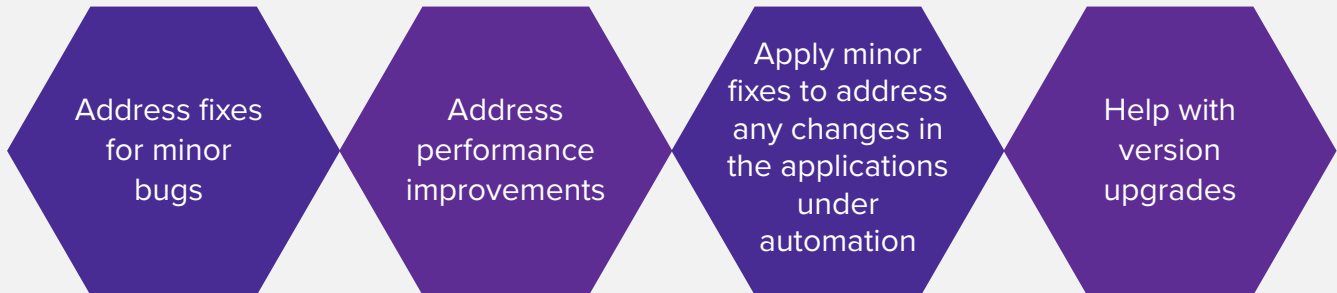 Address fixes
for minor
bugs
Address
performance
improvements
Apply minor
fixes to address
any changes in
the applications
under
automation
Help with
version
upgrades